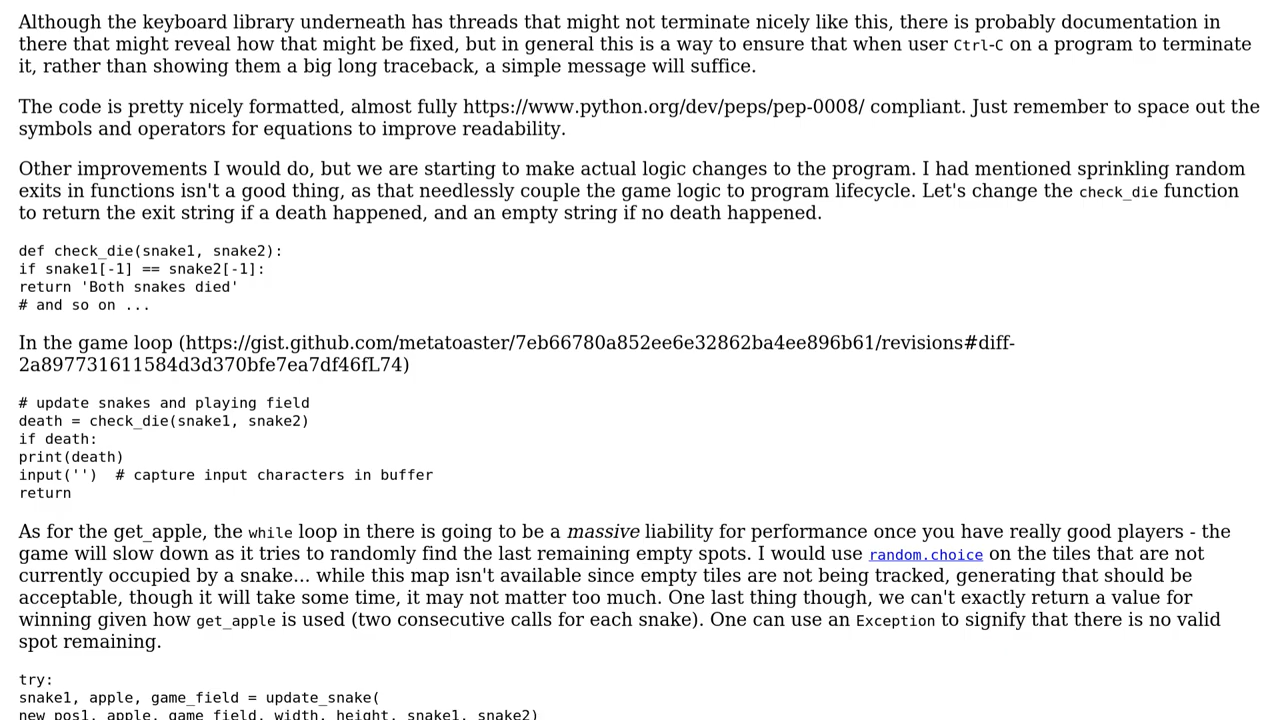 Although the keyboard library underneath has threads that might not terminate nicely like this, there is probably documentation in
there that might reveal how that might be fixed, but in general this is a way to ensure that when user Ctrl-C on a program to terminate
it, rather than showing them a big long traceback, a simple message will suffice.
The code is pretty nicely formatted, almost fully https://www.python.org/dev/peps/pep-0008/ compliant. Just remember to space out the
symbols and operators for equations to improve readability.
Other improvements I would do, but we are starting to make actual logic changes to the program. I had mentioned sprinkling random
exits in functions isn't a good thing, as that needlessly couple the game logic to program lifecycle. Let's change the check_die function
to return the exit string if a death happened, and an empty string if no death happened.
def check_die(snake1, snake2):
if snake1[-1] == snake2[-1]:
return 'Both snakes died'
# and so on ...
In the game loop (https://gist.github.com/metatoaster/7eb66780a852ee6e32862ba4ee896b61/revisions#diff-
2a897731611584d3d370bfe7ea7df46fL74)
# update snakes and playing field
death = check_die(snake1, snake2)
if death:
print(death)
input('')  # capture input characters in buffer
return
As for the get_apple, the while loop in there is going to be a massive liability for performance once you have really good players - the
game will slow down as it tries to randomly find the last remaining empty spots. I would use random.choice on the tiles that are not
currently occupied by a snake... while this map isn't available since empty tiles are not being tracked, generating that should be
acceptable, though it will take some time, it may not matter too much. One last thing though, we can't exactly return a value for
winning given how get_apple is used (two consecutive calls for each snake). One can use an Exception to signify that there is no valid
spot remaining.
try:
snake1, apple, game_field = update_snake(
new_pos1, apple, game_field, width, height, snake1, snake2)